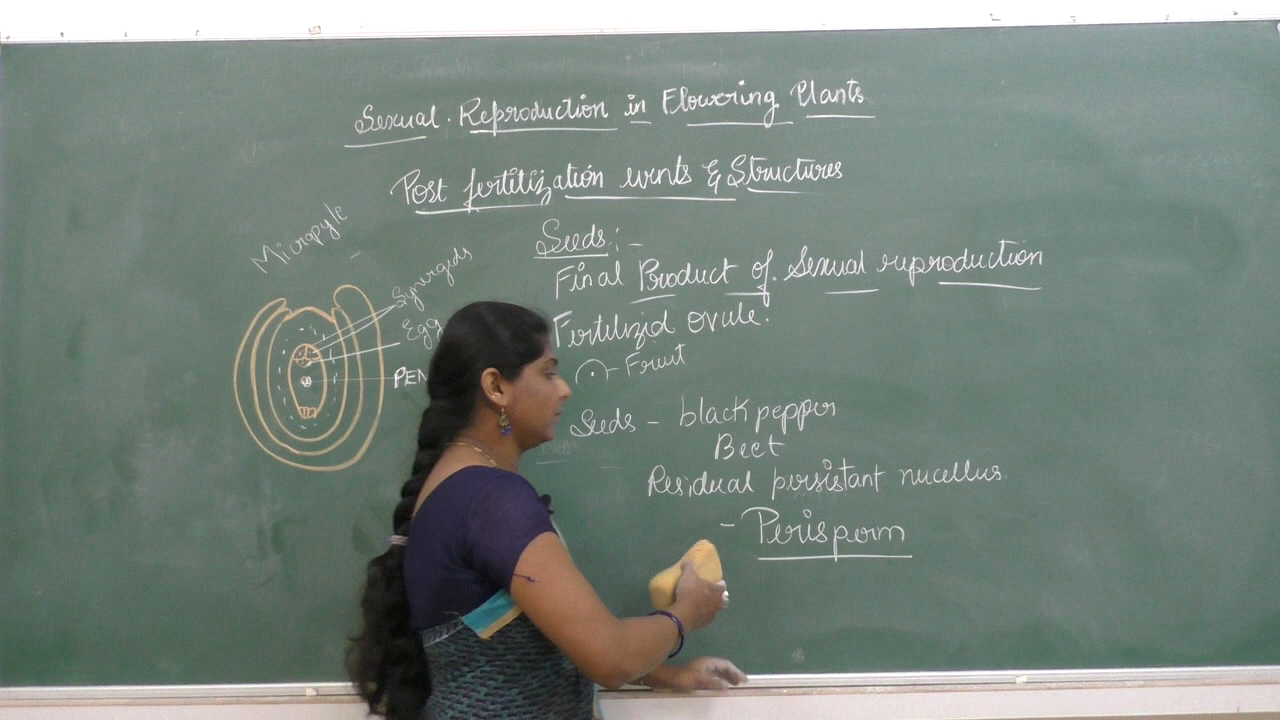 Sexual. Reproduction in Flowering Plants
Post fertilization events & Structures
Micropyle
Synergids
Egg
PEN
Seeds:-
Final Product of Sexual reproduction
Fertilized ovule.
- Fruit
Seeds - black pepper
Beet
Residual persistant nucellus.
- Perisperm